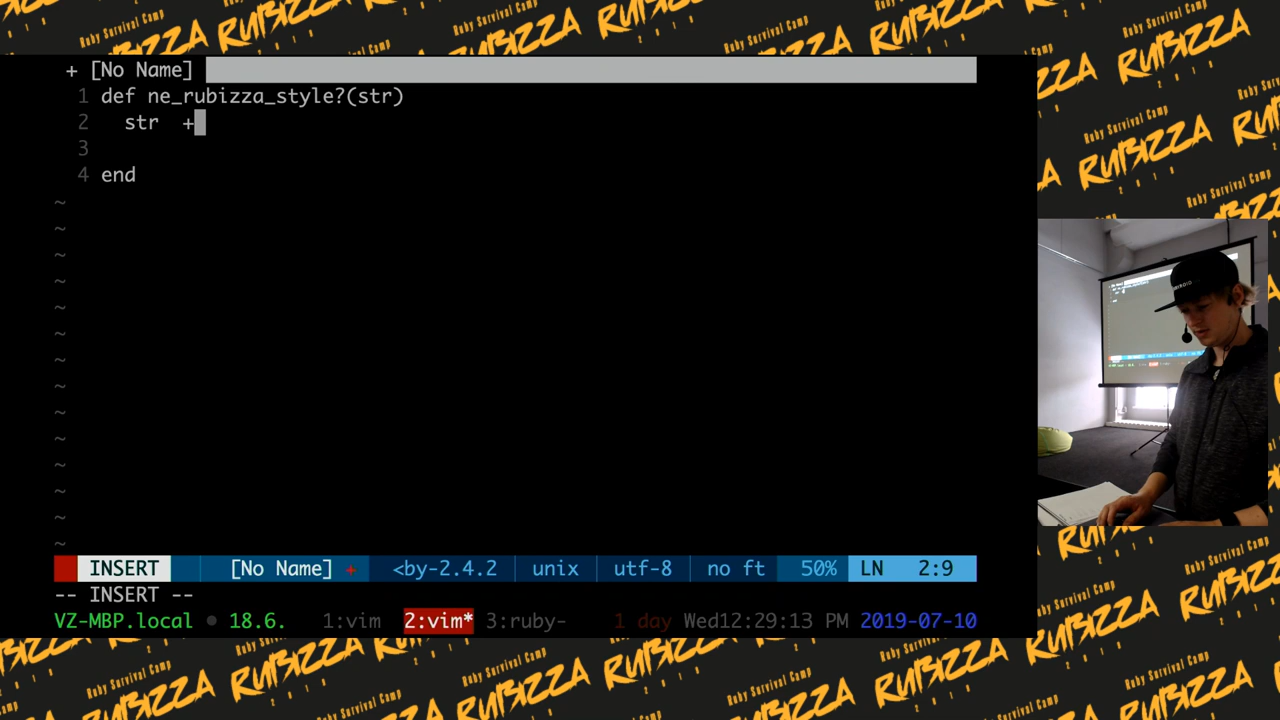 + [No Name]
1 def ne_rubizza_style?(str)
2 str  +
3
4 end
~
~
~
~
~
~
~
~
~
~
~
~
~
~
INSERT [No Name] + <by-2.4.2 unix utf-8 no ft 50% LN 2:9
-- INSERT --
VZ-MBP.local ● 18.6. 1:vim 2:vim* 3:ruby- 1 day Wed12:29:13 PM 2019-07-10
Ruby Survival Camp
RUBIZZA
2019